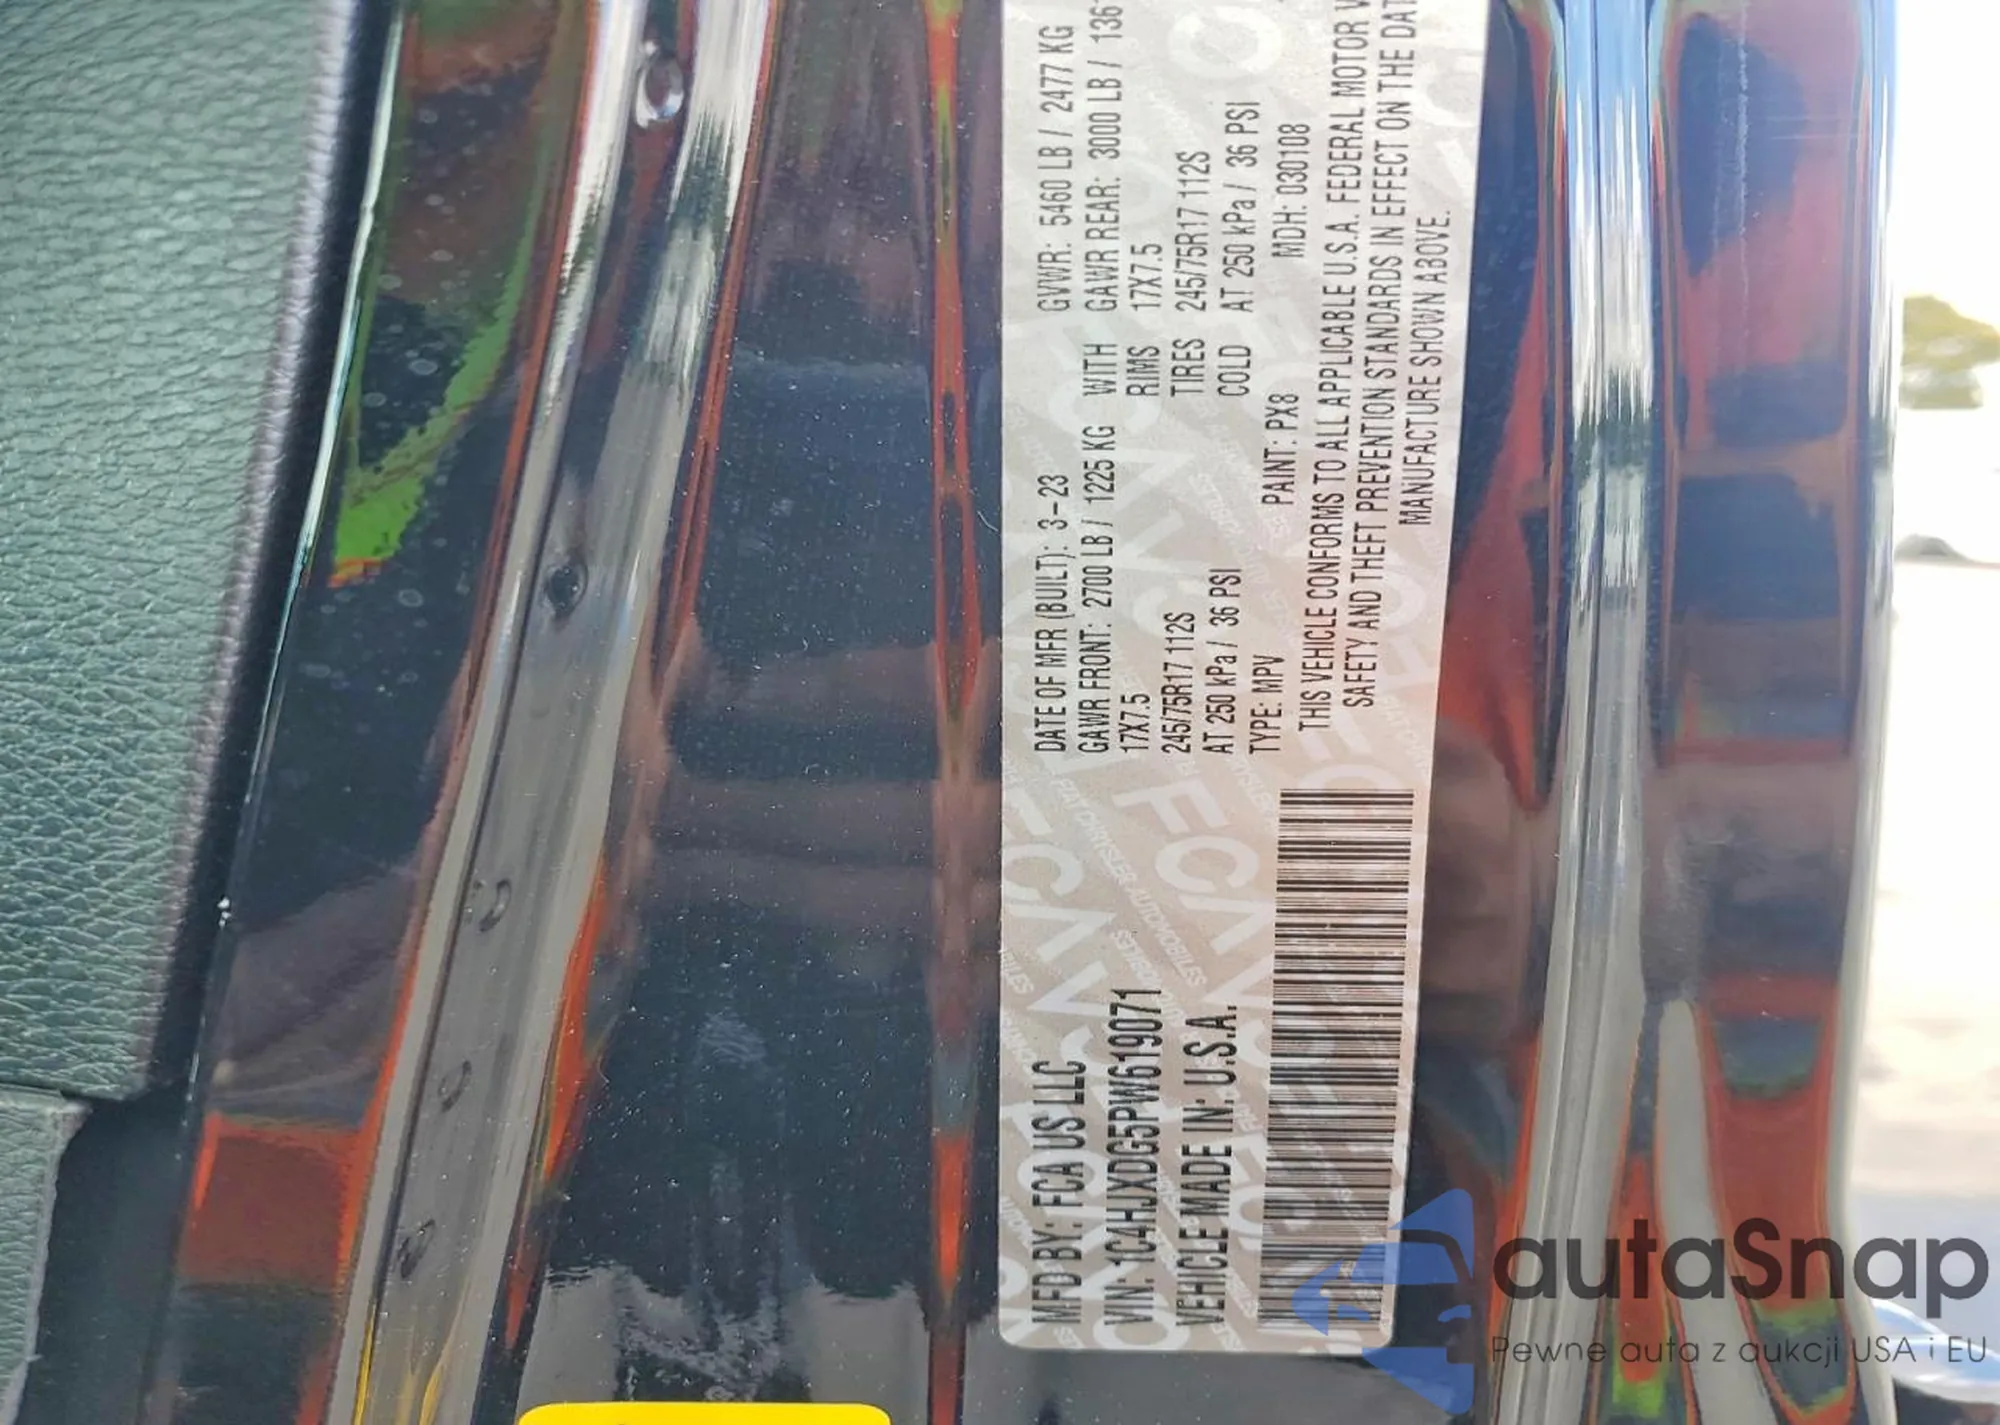 MFD BY: FCA US LLC
DATE OF MFR (BUILT): 3-23
GVWR: 5460 LB / 2477 KG
GAWR FRONT: 2700 LB / 1225 KG WITH
GAWR REAR: 3000 LB / 136
17X7.5 RIMS 17X7.5
245/75R17 112S TIRES 245/75R17 112S
AT 250 kPa / 36 PSI COLD AT 250 kPa / 36 PSI
VIN: 1C4HJXDG5PW619071
TYPE: MPV PAINT: PX8 MDH: 030108
VEHICLE MADE IN: U.S.A.
THIS VEHICLE CONFORMS TO ALL APPLICABLE U.S.A. FEDERAL MOTOR V
SAFETY AND THEFT PREVENTION STANDARDS IN EFFECT ON THE DAT
MANUFACTURE SHOWN ABOVE.
autaSnap
Pewne auta z aukcji USA i EU